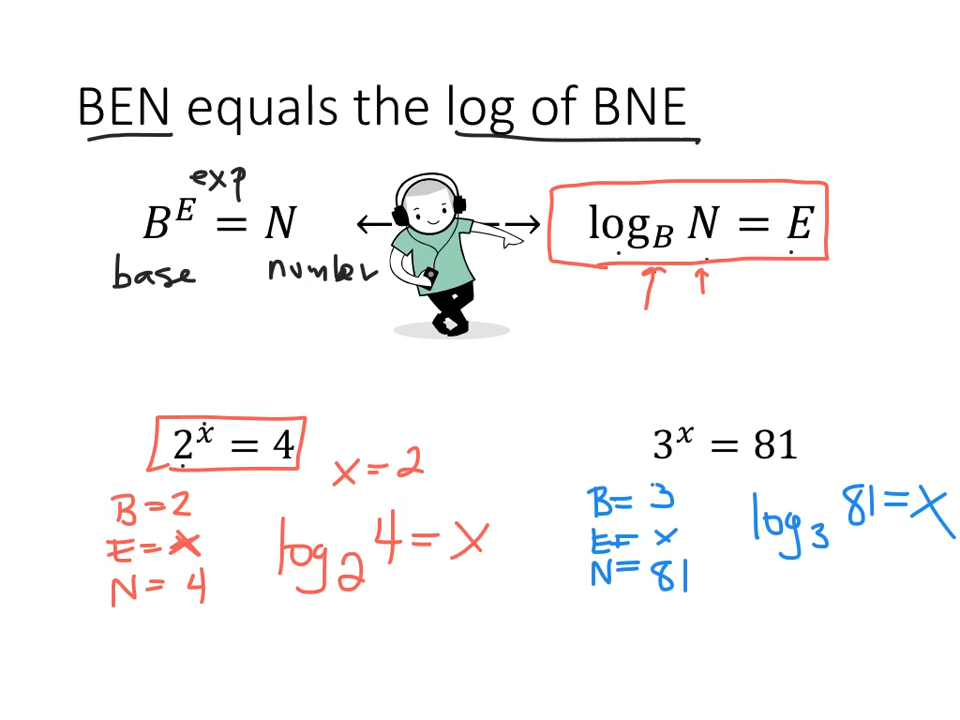 BEN equals the log of BNE
exp
B^E = N ←--→ log_B N = E
base number
2^x = 4
x = 2
B = 2
E = x
N = 4
log_2 4 = x
3^x = 81
B = 3
E = x
N = 81
log_3 81 = x